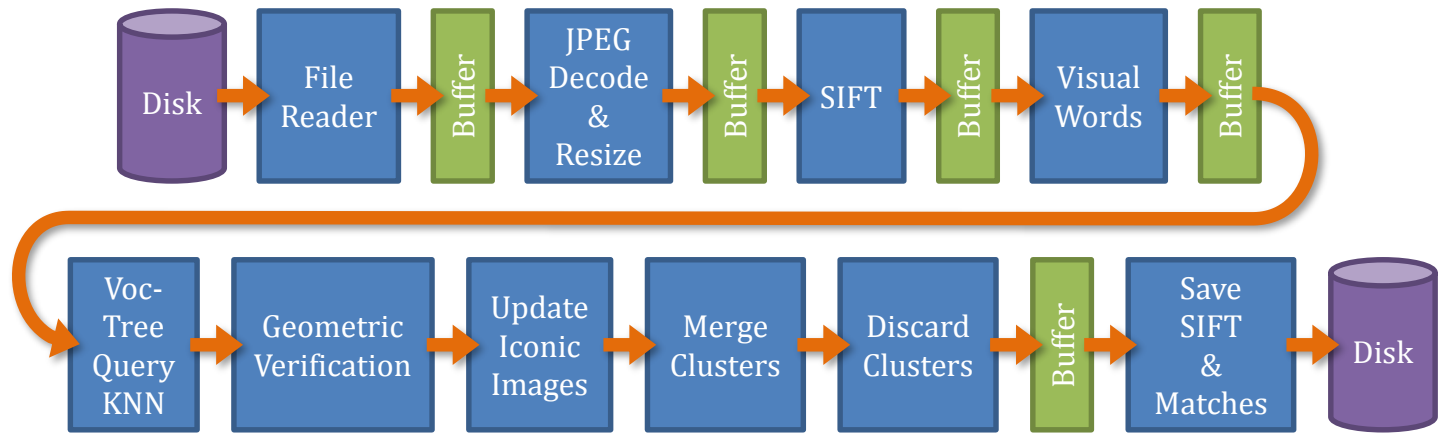 Disk
File
Reader
Buffer
JPEG
Decode
&
Resize
Buffer
SIFT
Buffer
Visual
Words
Buffer
Voc-
Tree
Query
KNN
Geometric
Verification
Update
Iconic
Images
Merge
Clusters
Discard
Clusters
Buffer
Save
SIFT
&
Matches
Disk